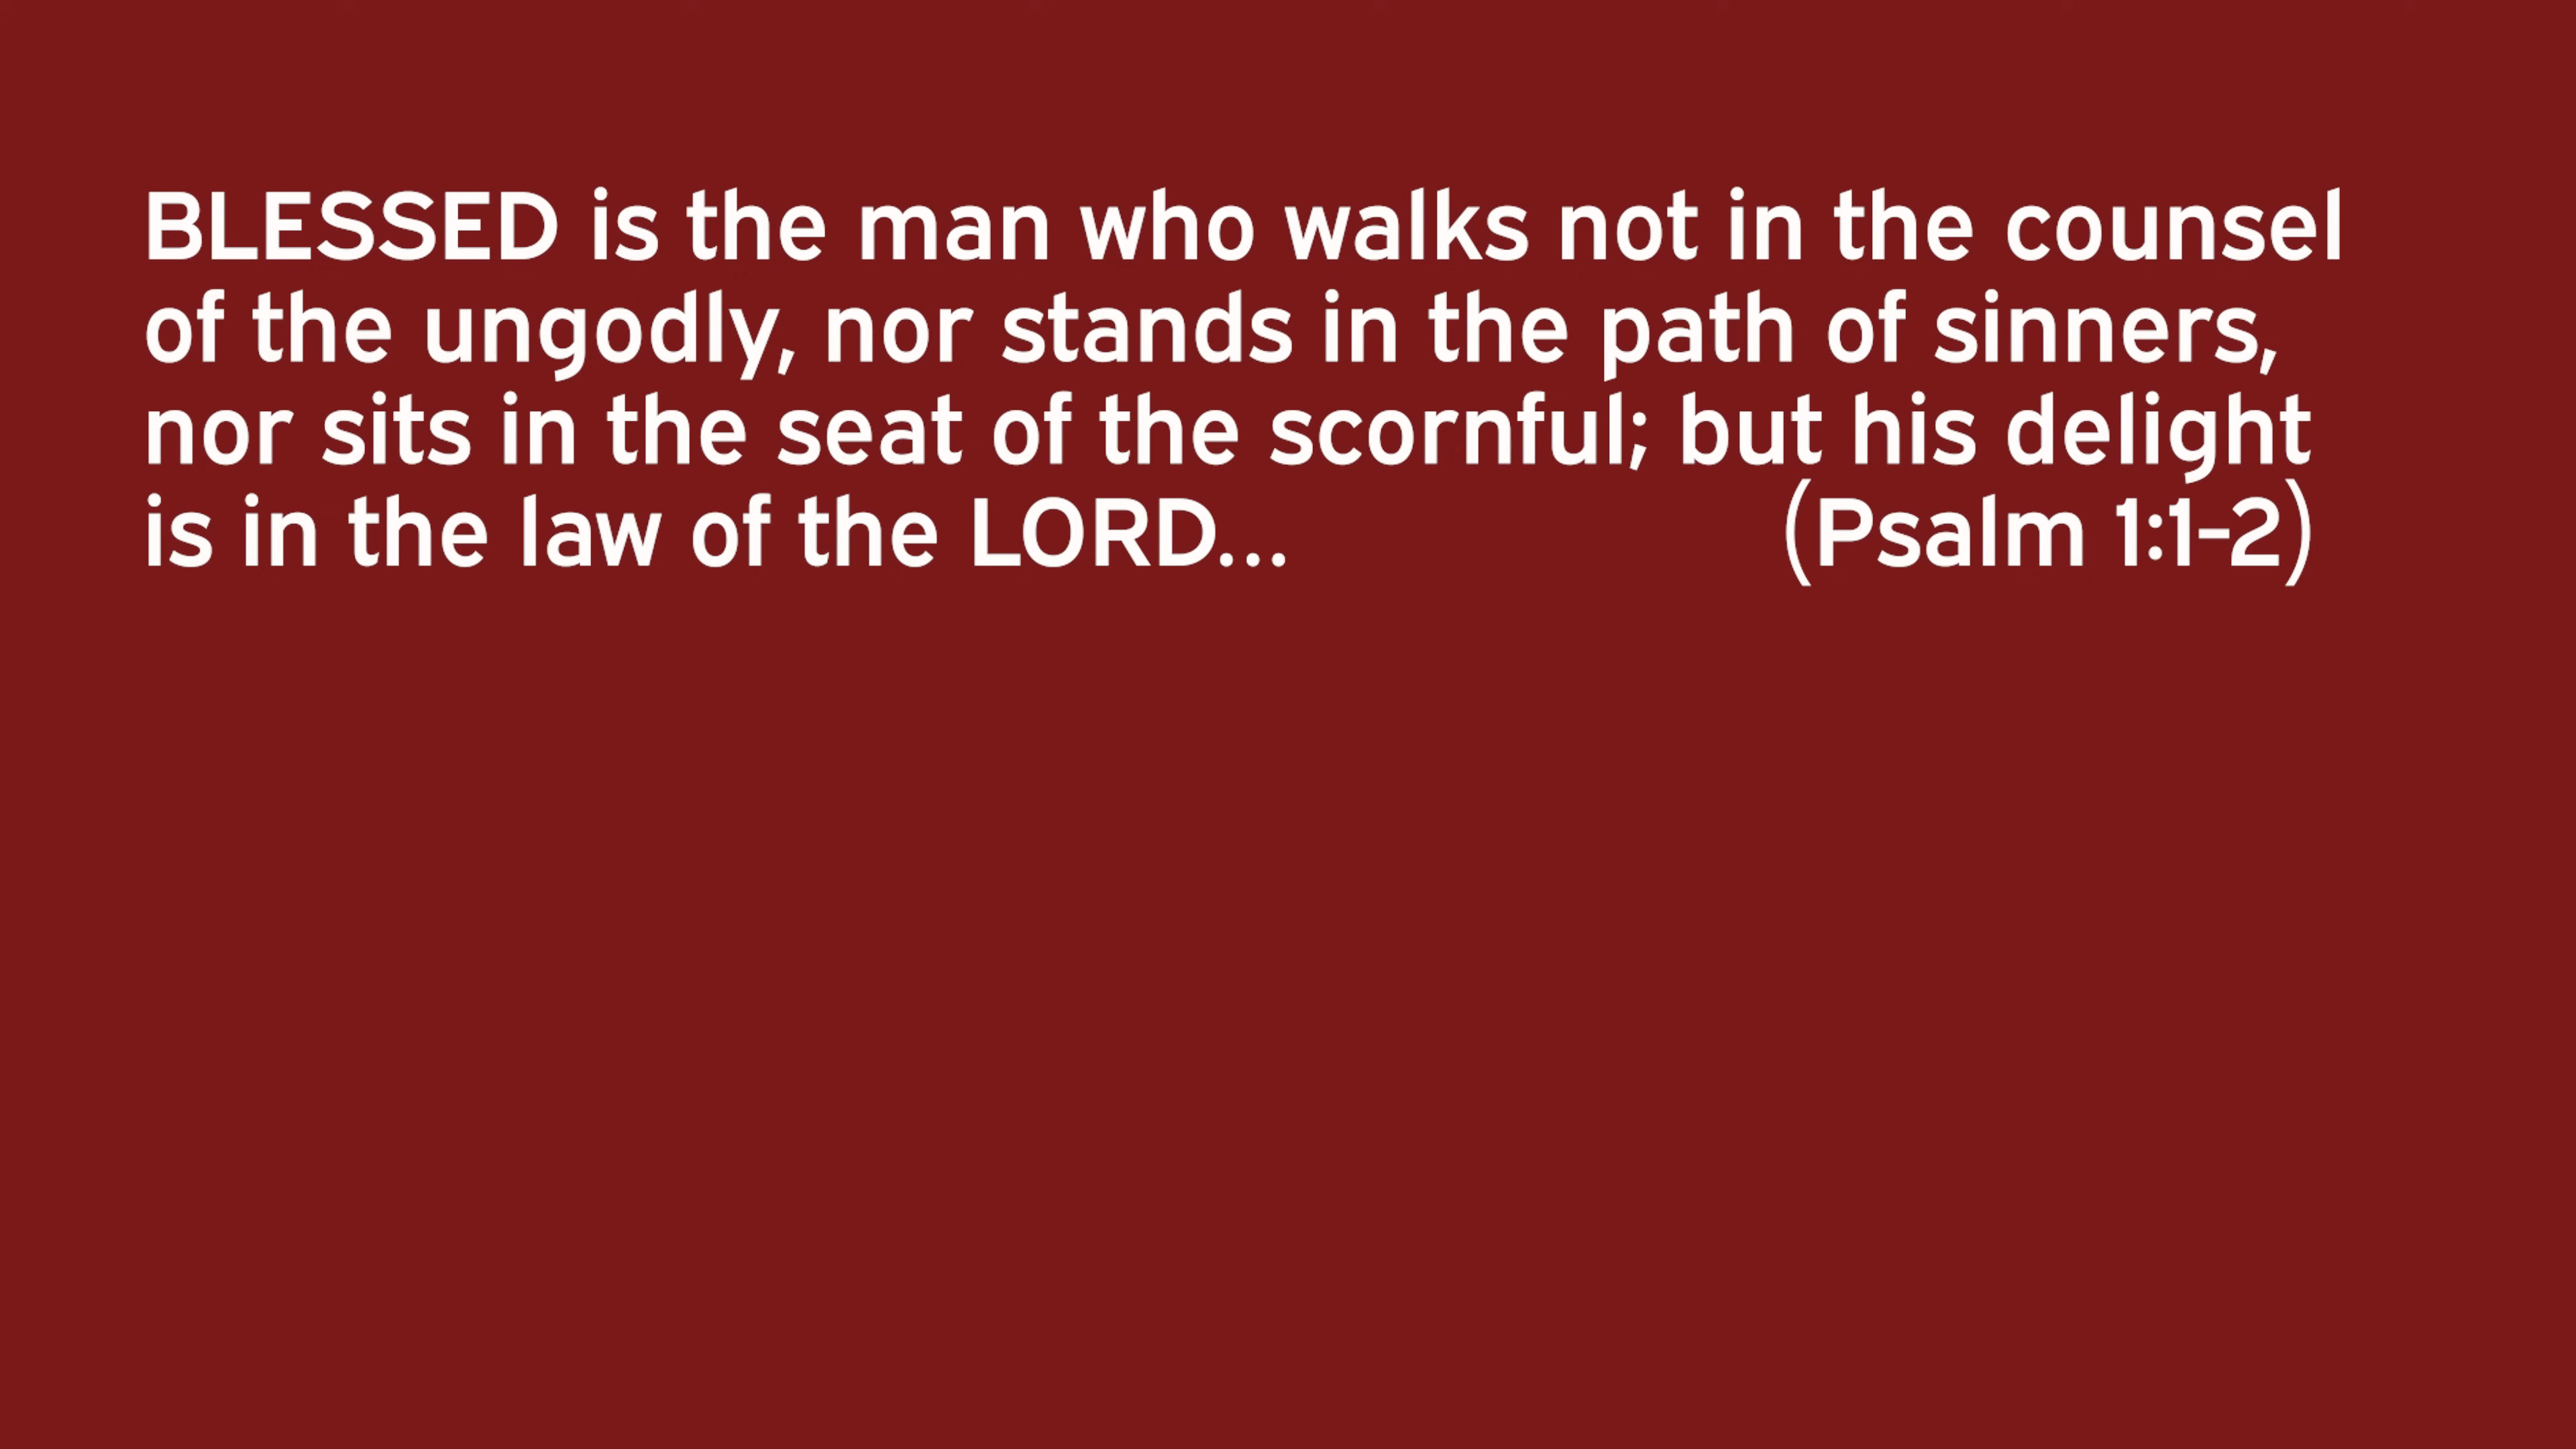 BLESSED is the man who walks not in the counsel
of the ungodly, nor stands in the path of sinners,
nor sits in the seat of the scornful; but his delight
is in the law of the LORD... (Psalm 1:1-2)